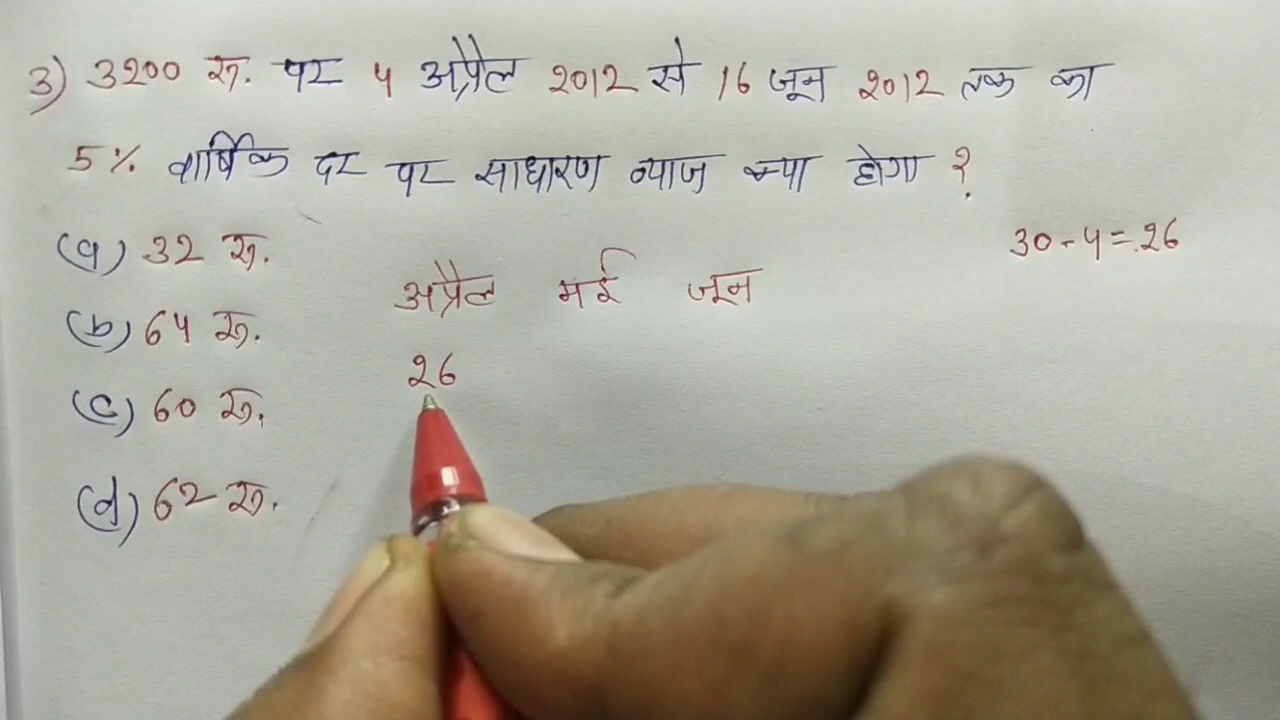 3) 3200 रु. पर 4 अप्रैल 2012 से 16 जून 2012 तक का
5% वार्षिक दर पर साधारण ब्याज क्या होगा ?
(a) 32 रु.
(b) 64 रु.
(c) 60 रु.
(d) 62 रु.
30-4=26
अप्रैल मई जून
26